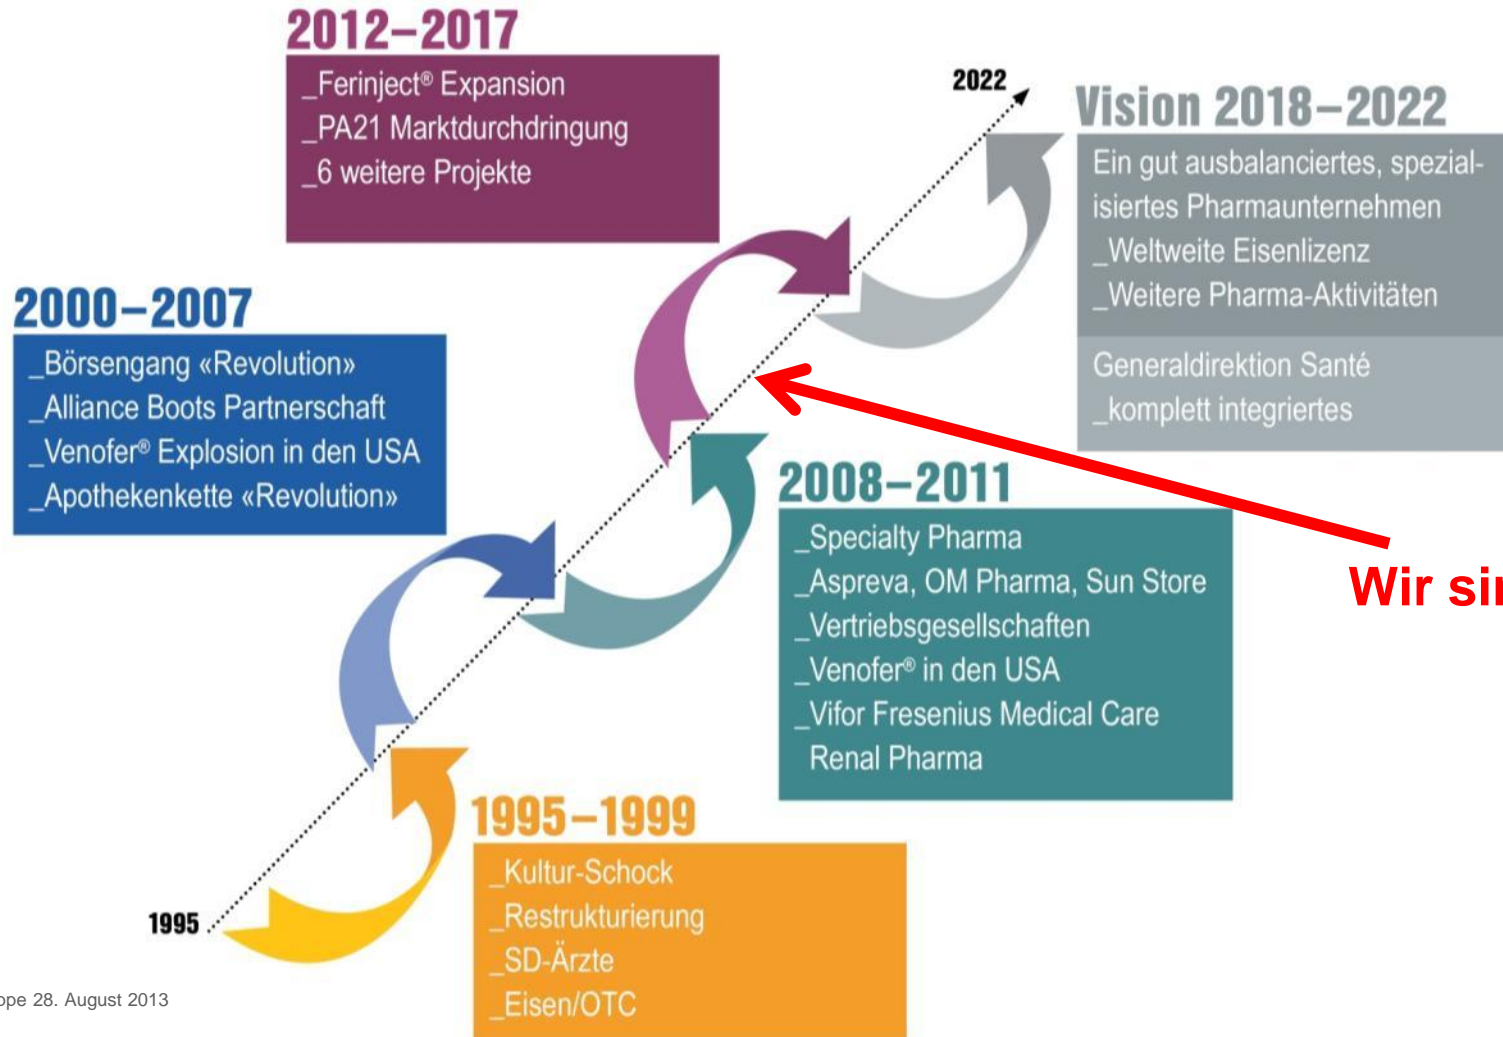 2012–2017
_Ferinject® Expansion
_PA21 Marktdurchdringung
_6 weitere Projekte
2022
Vision 2018–2022
Ein gut ausbalanciertes, spezial-
isiertes Pharmaunternehmen
_Weltweite Eisenlizenz
_Weitere Pharma-Aktivitäten
Generaldirektion Santé
_komplett integriertes
2000–2007
_Börsengang «Revolution»
_Alliance Boots Partnerschaft
_Venofer® Explosion in den USA
_Apothekenkette «Revolution»
2008–2011
_Specialty Pharma
_Aspreva, OM Pharma, Sun Store
_Vertriebsgesellschaften
_Venofer® in den USA
_Vifor Fresenius Medical Care
Renal Pharma
Wir
1995–1999
_Kultur-Schock
_Restrukturierung
_SD-Ärzte
_Eisen/OTC
1995
28. August 2013